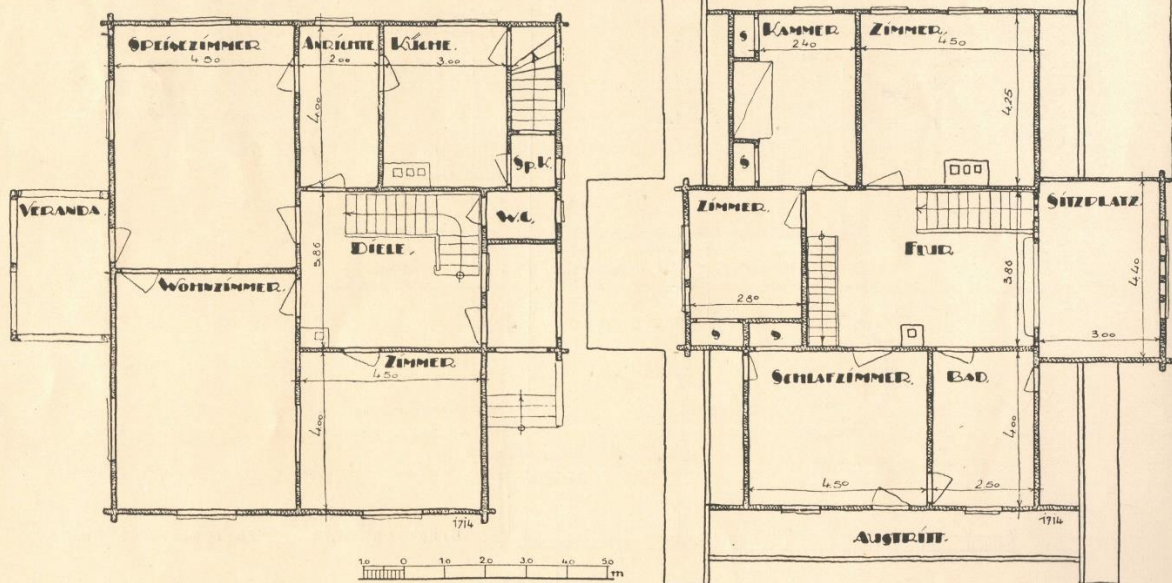 SPEISEZIMMER
4.50
ANRICHTE
2.00
KÜCHE.
3.00
4.00
Sp.K.
VERANDA.
W.C.
DIELE.
3.86
WOHNZIMMER.
ZIMMER.
4.50
4.00
1714
1.0 0 1.0 2.0 3.0 4.0 5.0 m
S
KAMMER
2.40
ZIMMER.
4.50
4.25
S
ZIMMER.
FLUR
SITZPLATZ.
3.86
4.40
2.80
3.00
S
S
SCHLAFZIMMER.
BAD.
4.00
4.50
2.50
1714
AUSTRITT.